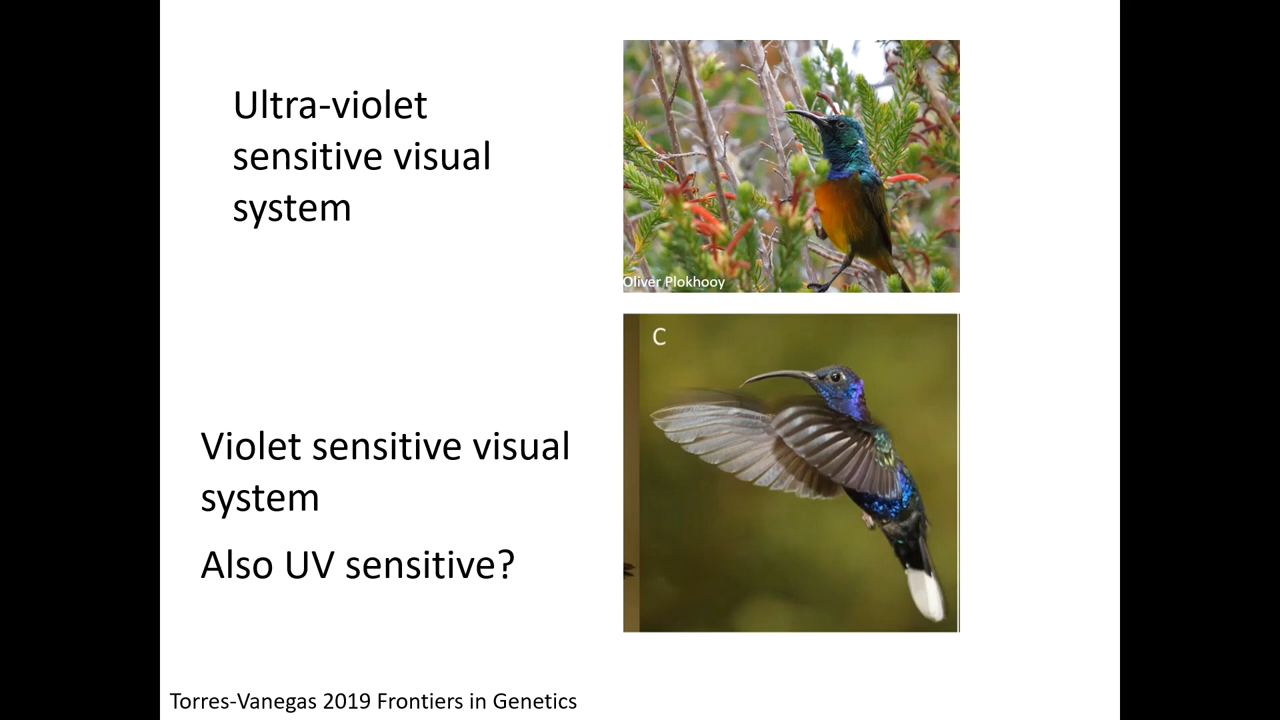 Ultra-violet
sensitive visual
system
Oliver Plokhooy
C
Violet sensitive visual
system
Also UV sensitive?
Torres-Vanegas 2019 Frontiers in Genetics